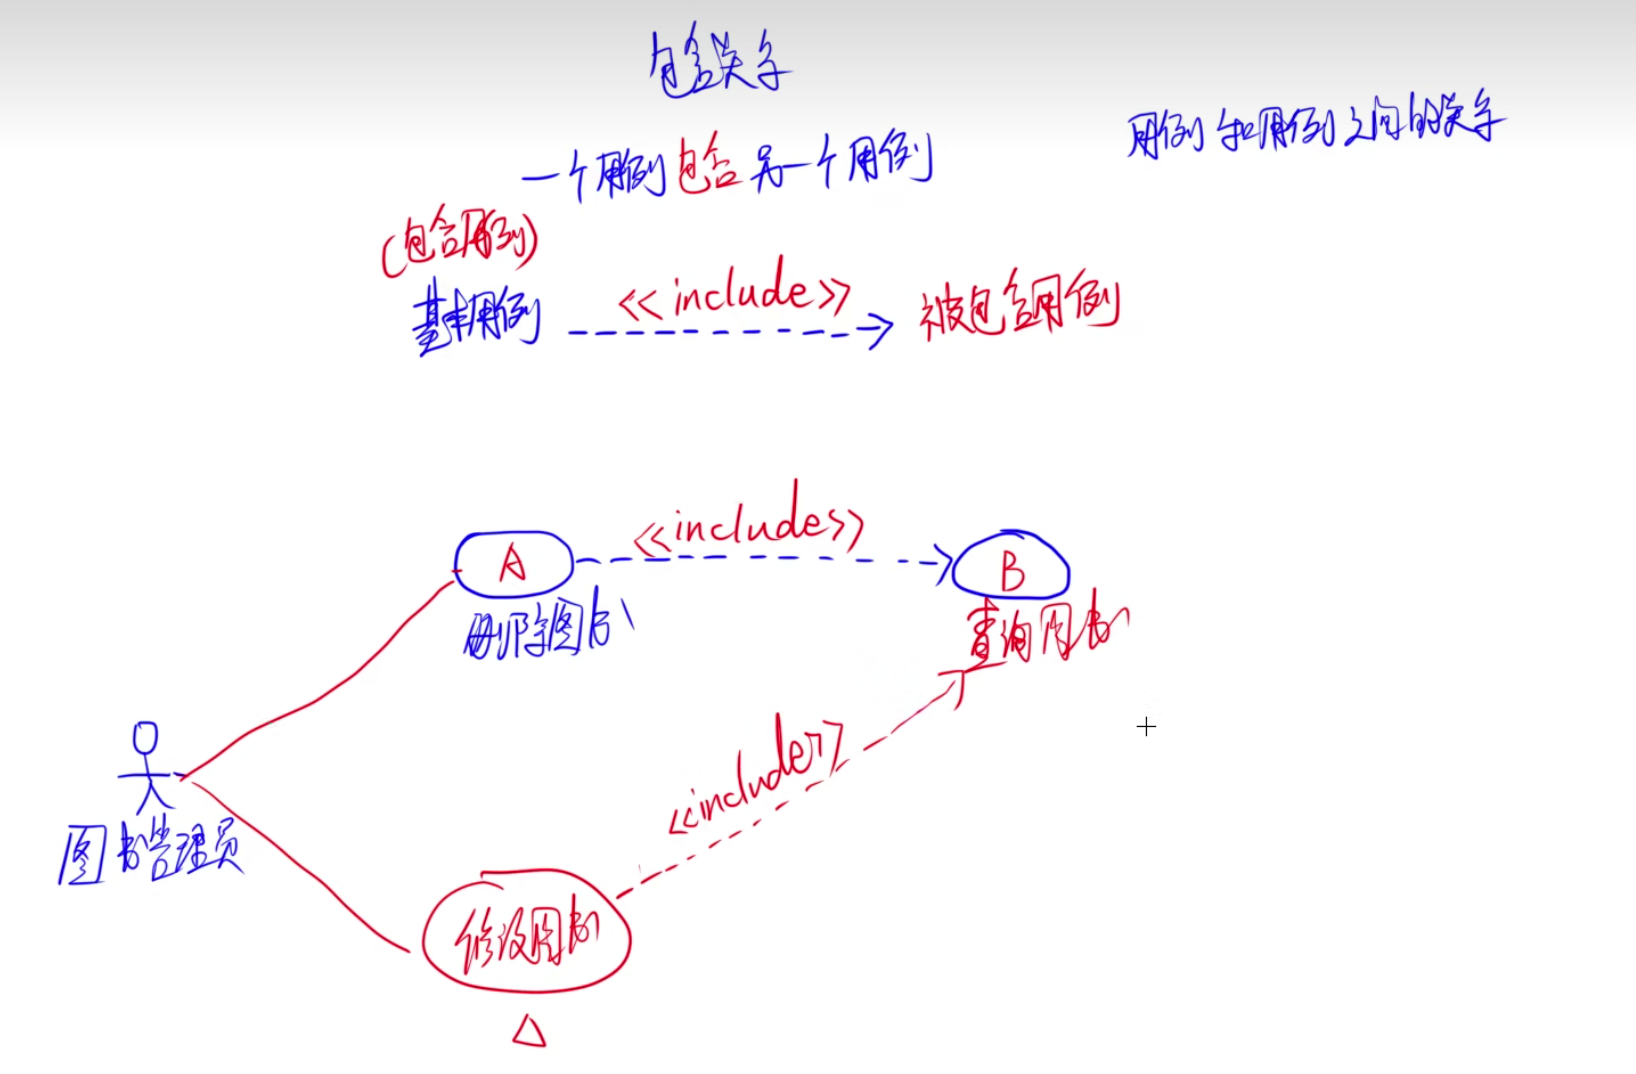 包含关系
用例和用例之间的关系
一个用例包含另一个用例
(包含用例)
基本用例 <<include>> 被包含用例
A <<includes>> B
删除图书
查询图书
<<include>>
图书管理员
修改图书